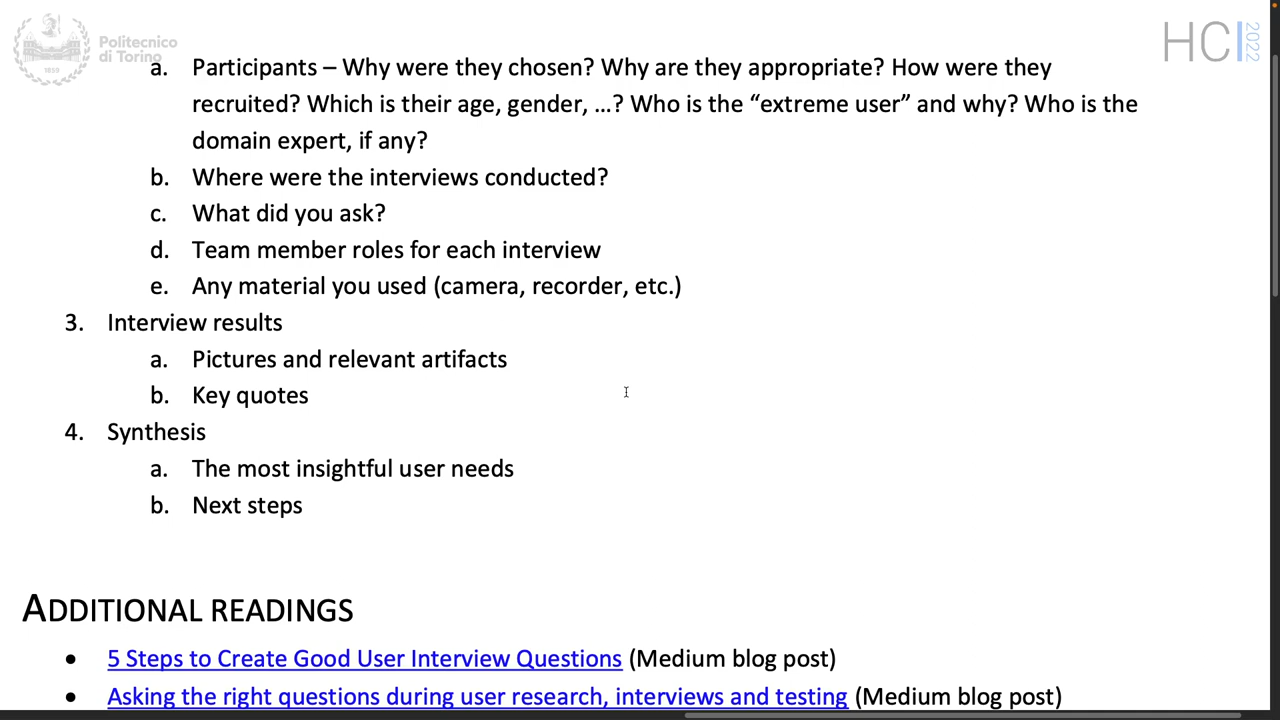 Politecnico
di Torino
1859
HCI 2022
a. Participants – Why were they chosen? Why are they appropriate? How were they
recruited? Which is their age, gender, …? Who is the “extreme user” and why? Who is the
domain expert, if any?
b. Where were the interviews conducted?
c. What did you ask?
d. Team member roles for each interview
e. Any material you used (camera, recorder, etc.)
3. Interview results
a. Pictures and relevant artifacts
b. Key quotes
4. Synthesis
a. The most insightful user needs
b. Next steps
ADDITIONAL READINGS
• 5 Steps to Create Good User Interview Questions (Medium blog post)
• Asking the right questions during user research, interviews and testing (Medium blog post)